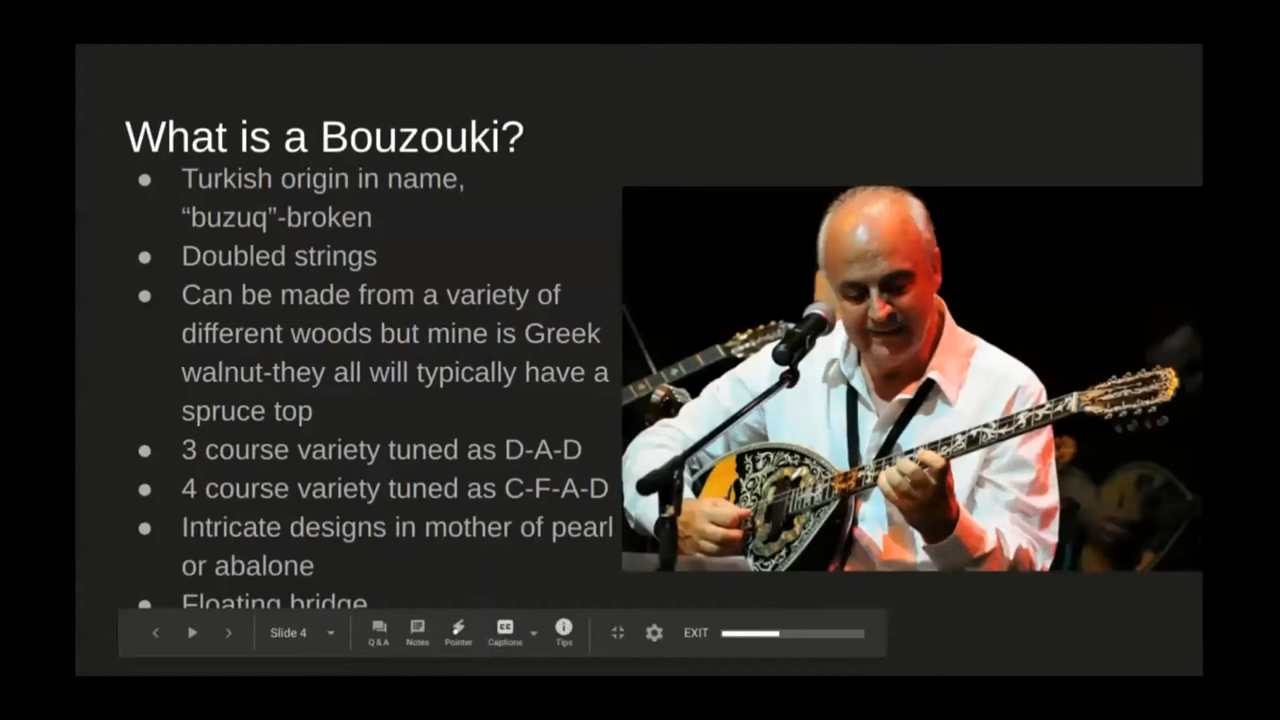 What is a Bouzouki?
● Turkish origin in name,
“buzuq”-broken
● Doubled strings
● Can be made from a variety of
different woods but mine is Greek
walnut-they all will typically have a
spruce top
● 3 course variety tuned as D-A-D
● 4 course variety tuned as C-F-A-D
● Intricate designs in mother of pearl
or abalone
● Floating bridge
Slide 4
Q & A Notes Pointer Captions Tips EXIT